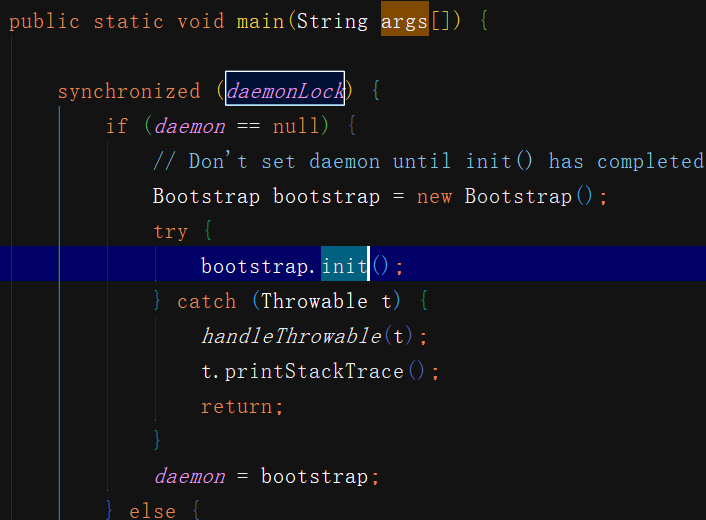 public static void main(String args[]) {
synchronized (daemonLock) {
if (daemon == null) {
// Don't set daemon until init() has completed
Bootstrap bootstrap = new Bootstrap();
try {
bootstrap.init();
} catch (Throwable t) {
handleThrowable(t);
t.printStackTrace();
return;
}
daemon = bootstrap;
} else {